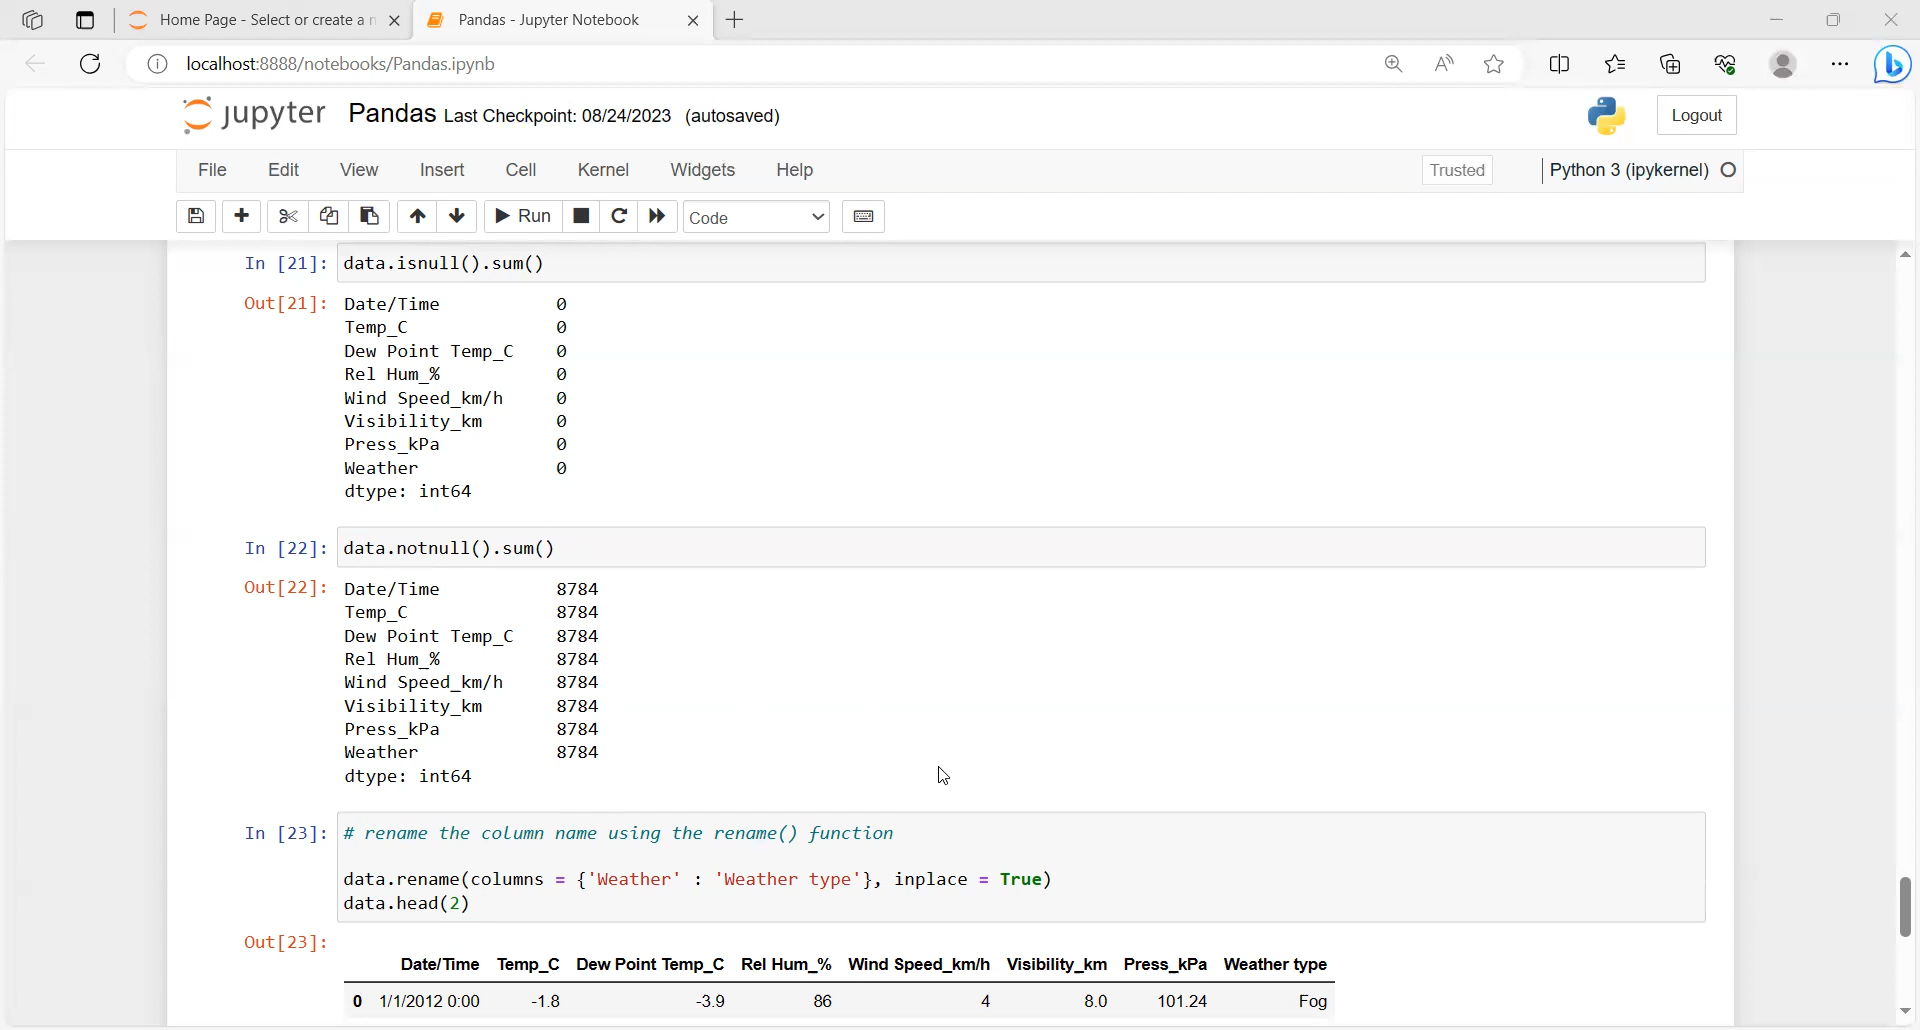 Home Page - Select or create a n
Pandas - Jupyter Notebook
localhost:8888/notebooks/Pandas.ipynb
jupyter Pandas Last Checkpoint: 08/24/2023 (autosaved)
Logout
File Edit View Insert Cell Kernel Widgets Help
Trusted
Python 3 (ipykernel)
Run
Code
In [21]: data.isnull().sum()
Out[21]: Date/Time 0
Temp_C 0
Dew Point Temp_C 0
Rel Hum_% 0
Wind Speed_km/h 0
Visibility_km 0
Press_kPa 0
Weather 0
dtype: int64
In [22]: data.notnull().sum()
Out[22]: Date/Time 8784
Temp_C 8784
Dew Point Temp_C 8784
Rel Hum_% 8784
Wind Speed_km/h 8784
Visibility_km 8784
Press_kPa 8784
Weather 8784
dtype: int64
In [23]: # rename the column name using the rename() function
data.rename(columns = {'Weather' : 'Weather type'}, inplace = True)
data.head(2)
Out[23]:
Date/Time Temp_C Dew Point Temp_C Rel Hum_% Wind Speed_km/h Visibility_km Press_kPa Weather type
0 1/1/2012 0:00 -1.8 -3.9 86 4 8.0 101.24 Fog